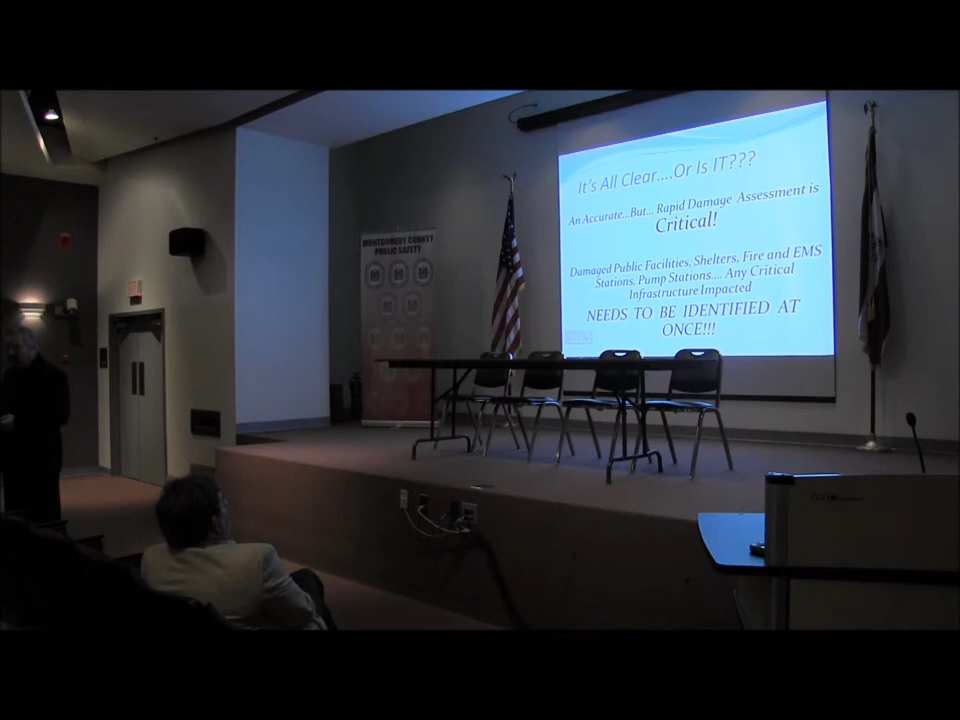 It's All Clear....Or Is IT???
An Accurate...But... Rapid Damage Assessment is
Critical!
Damaged Public Facilities, Shelters, Fire and EMS
Stations, Pump Stations.... Any Critical
Infrastructure Impacted
NEEDS TO BE IDENTIFIED AT
ONCE!!!
MONTGOMERY COUNTY
PUBLIC SAFETY
EXIT